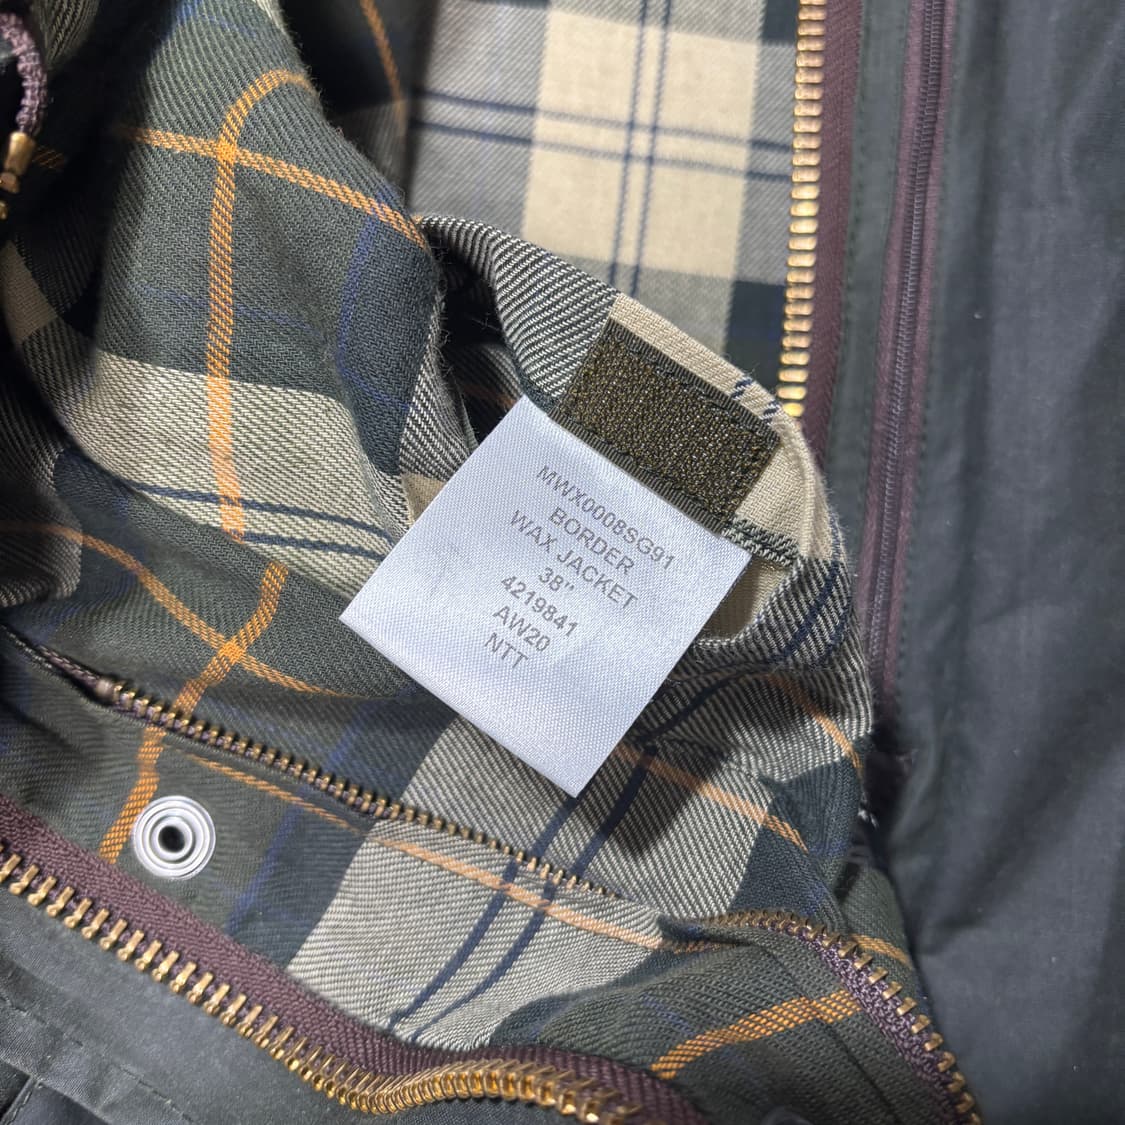 MWX0008SG91
BORDER
WAX JACKET
38"
4219841
AW20
NTT